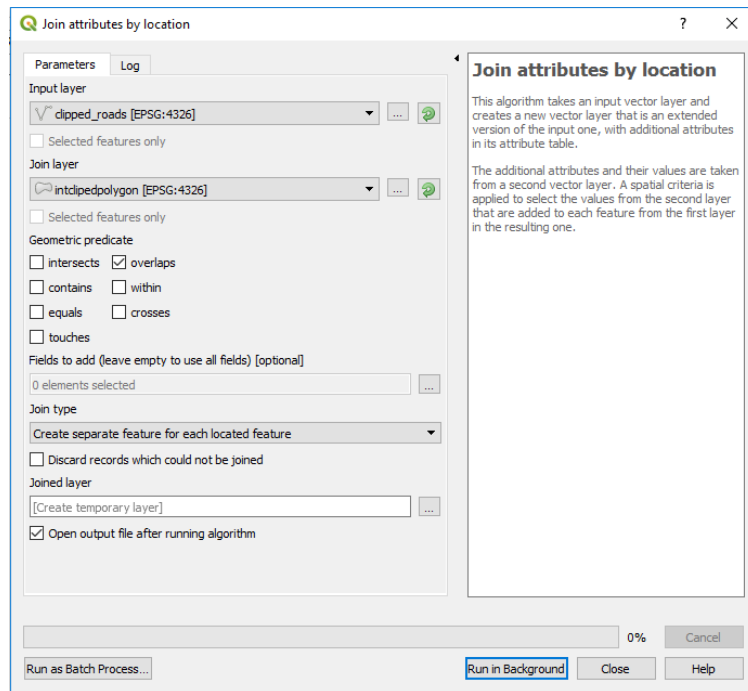 Join attributes by location
?
Parameters
Log
Input layer
clipped_roads [EPSG:4326]
...
Selected features only
Join layer
intclipedpolygon [EPSG:4326]
...
Selected features only
Geometric predicate
intersects
overlaps
contains
within
equals
crosses
touches
Fields to add (leave empty to use all fields) [optional]
0 elements selected
...
Join type
Create separate feature for each located feature
Discard records which could not be joined
Joined layer
[Create temporary layer]
...
Open output file after running algorithm
Join attributes by location
This algorithm takes an input vector layer and
creates a new vector layer that is an extended
version of the input one, with additional attributes
in its attribute table.
The additional attributes and their values are taken
from a second vector layer. A spatial criteria is
applied to select the values from the second layer
that are added to each feature from the first layer
in the resulting one.
0%
Cancel
Run as Batch Process...
Run in Background
Close
Help